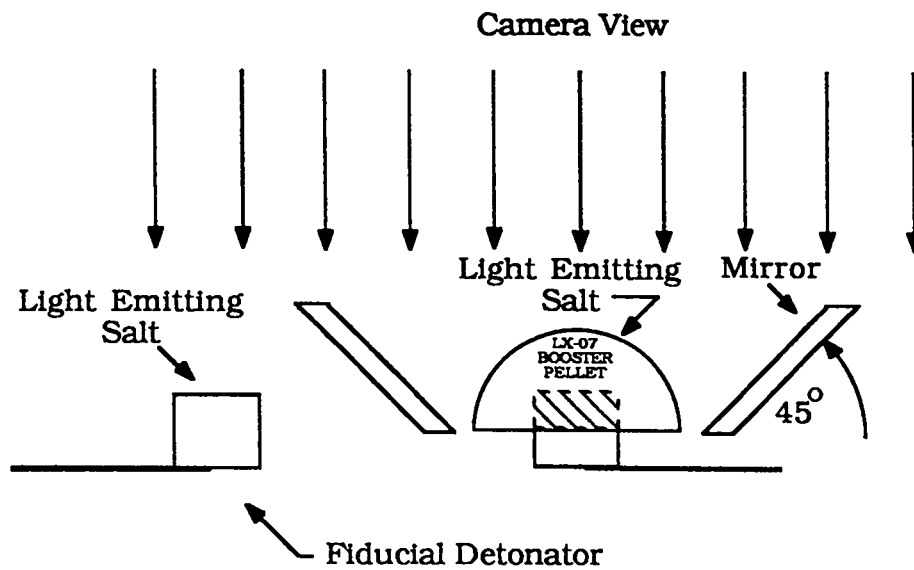 Camera View
Light Emitting
Salt
Mirror
Light Emitting
Salt
LX-07
BOOSTER
PELLET
45°
Fiducial Detonator